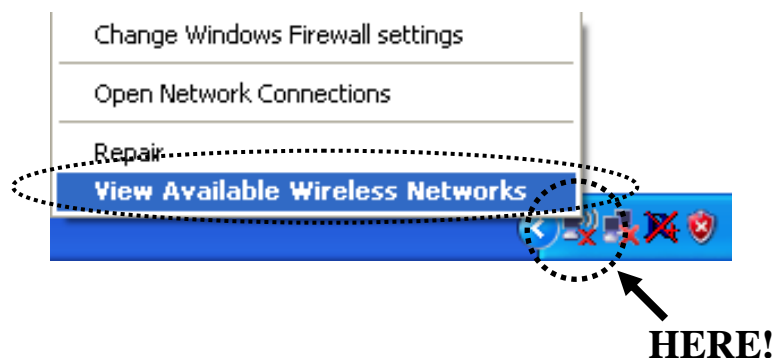 Change Windows Firewall settings
Open Network Connections
Repair
View Available Wireless Networks
HERE!